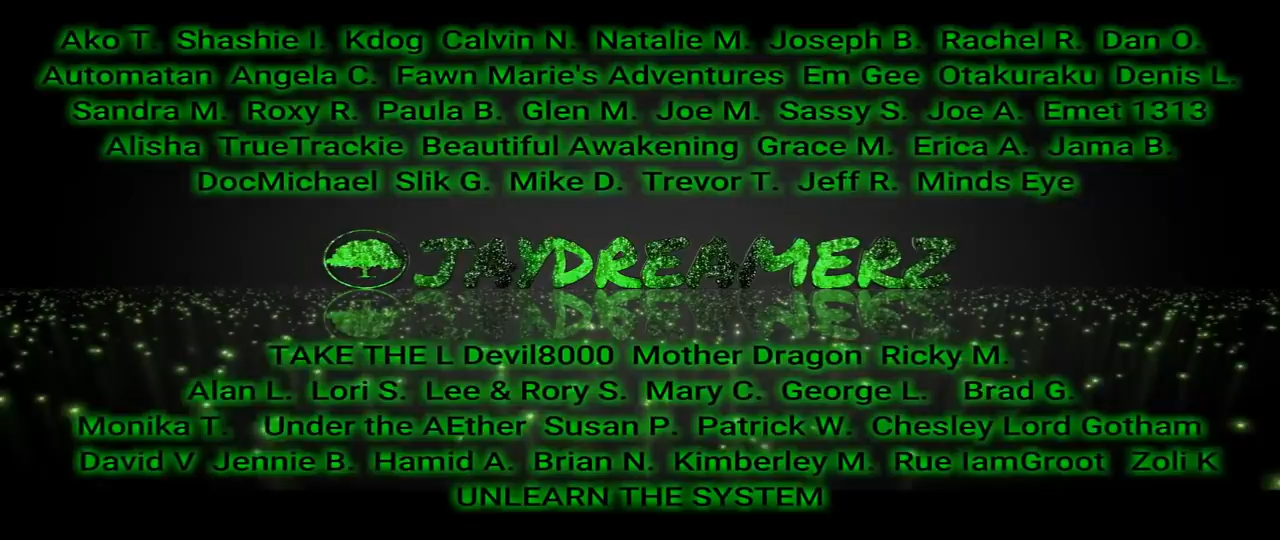 Ako T. Shashie I. Kdog Calvin N. Natalie M. Joseph B. Rachel R. Dan O.
Automatan Angela C. Fawn Marie's Adventures Em Gee Otakuraku Denis L.
Sandra M. Roxy R. Paula B. Glen M. Joe M. Sassy S. Joe A. Emet 1313
Alisha TrueTrackie Beautiful Awakening Grace M. Erica A. Jama B.
DocMichael Slik G. Mike D. Trevor T. Jeff R. Minds Eye
JAYDREAMERZ
TAKE THE L Devil8000 Mother Dragon Ricky M.
Alan L. Lori S. Lee & Rory S. Mary C. George L. Brad G.
Monika T. Under the AEther Susan P. Patrick W. Chesley Lord Gotham
David V Jennie B. Hamid A. Brian N. Kimberley M. Rue IamGroot Zoli K
UNLEARN THE SYSTEM